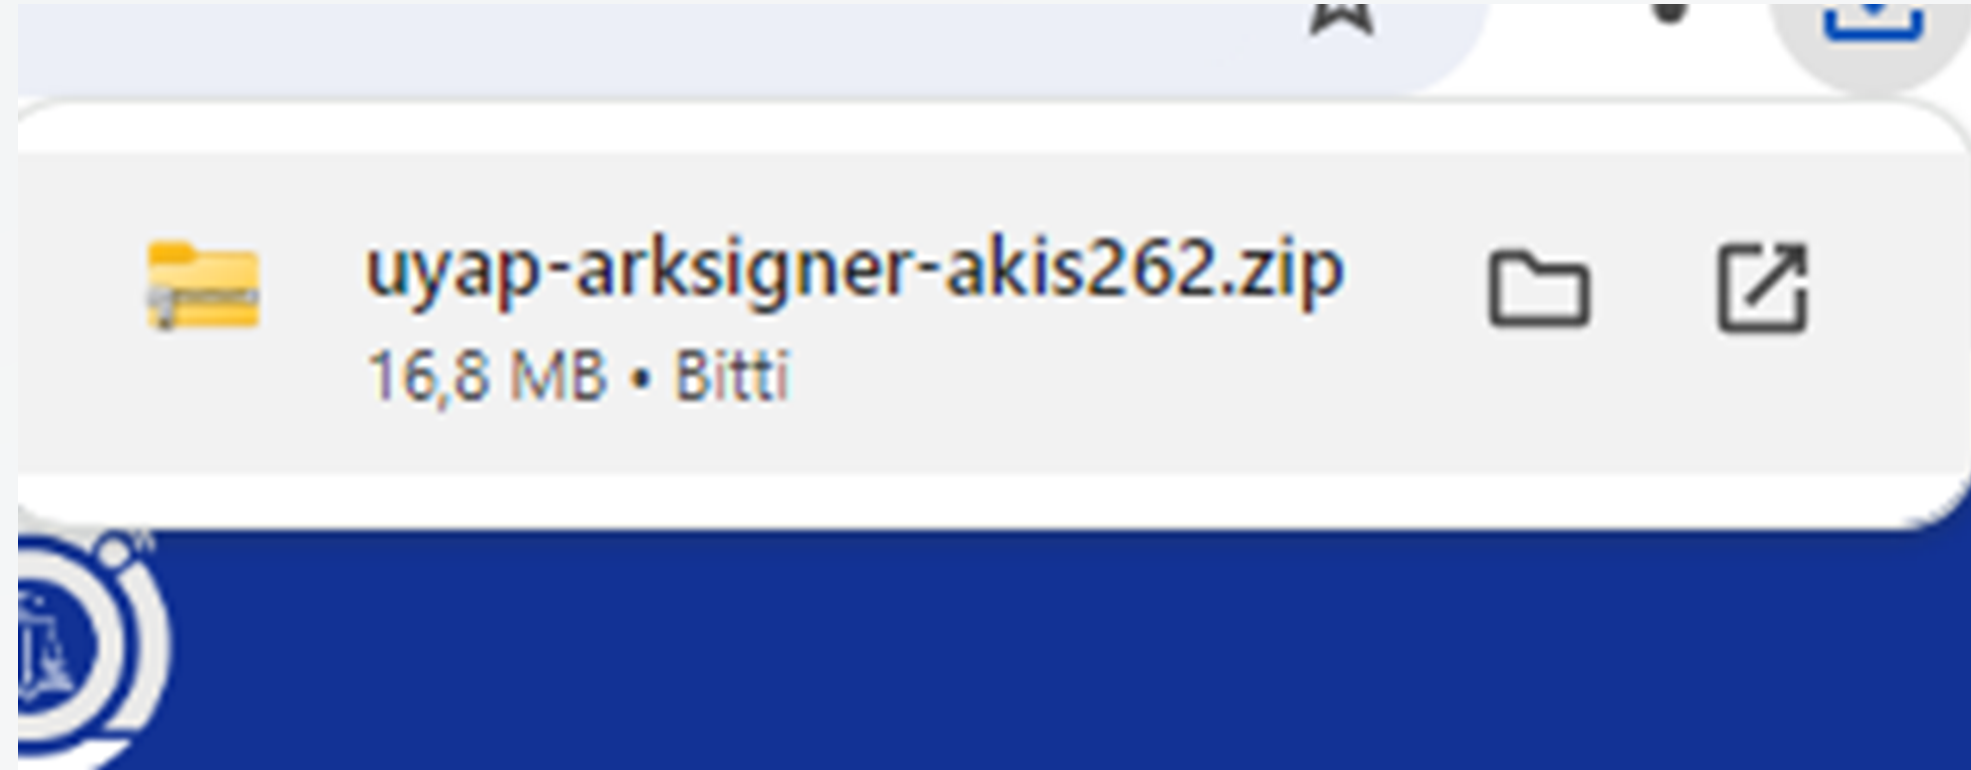 uyap-arksigner-akis262.zip
16,8 MB • Bitti